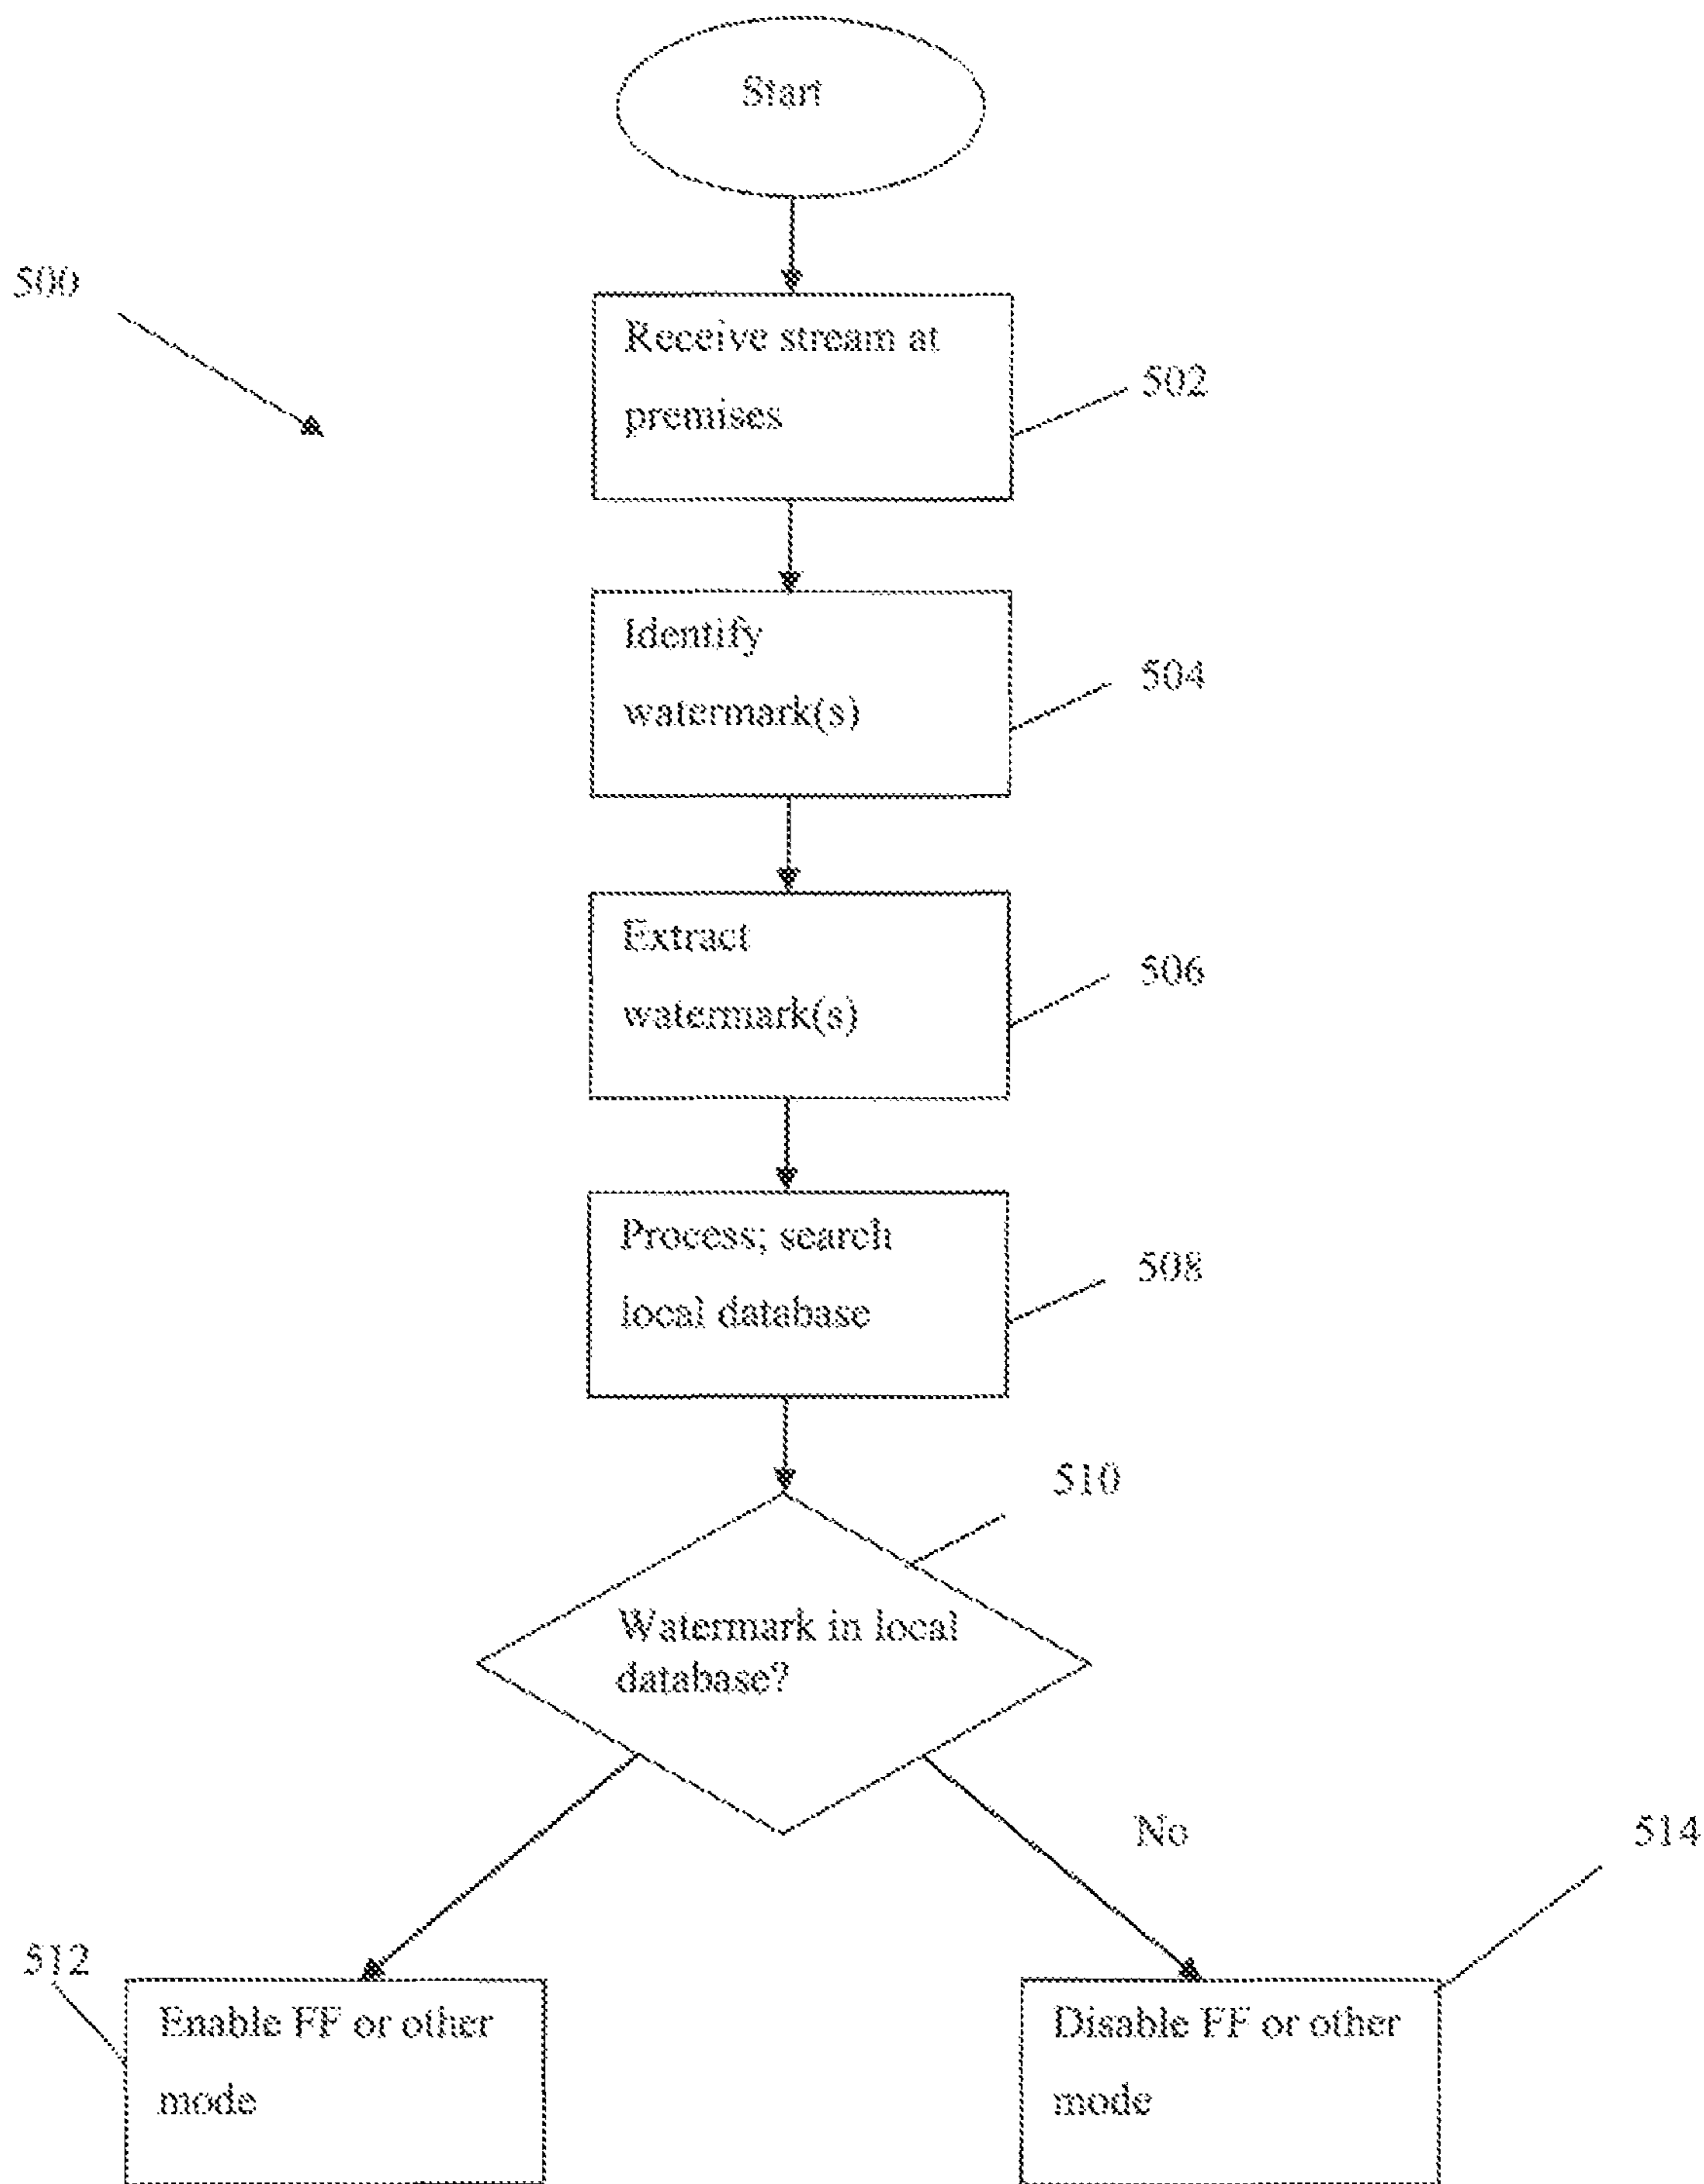 Start
500
Receive stream at
premises
502
Identify
watermark(s)
504
Extract
watermark(s)
506
Process; search
local database
508
510
Watermark in local
database?
No
514
512
Enable FF or other
mode
Disable FF or other
mode